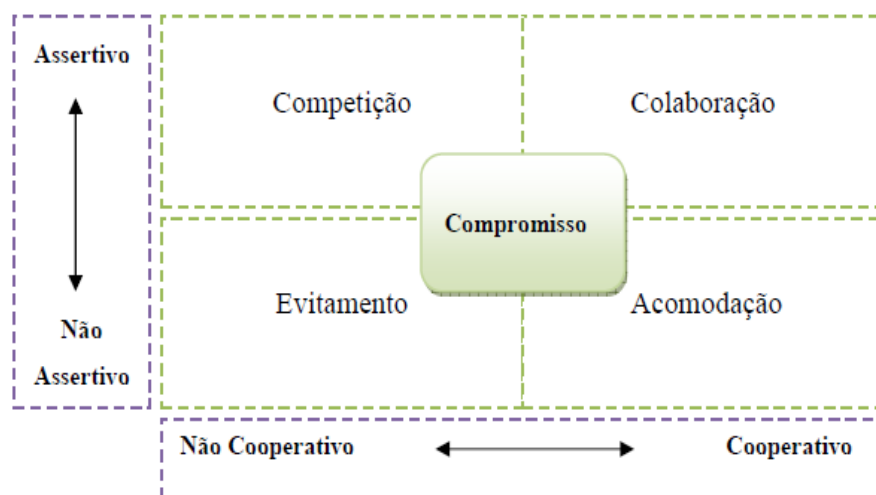 Assertivo
Competição
Colaboração
Compromisso
Evitamento
Acomodação
Não
Assertivo
Não Cooperativo
Cooperativo